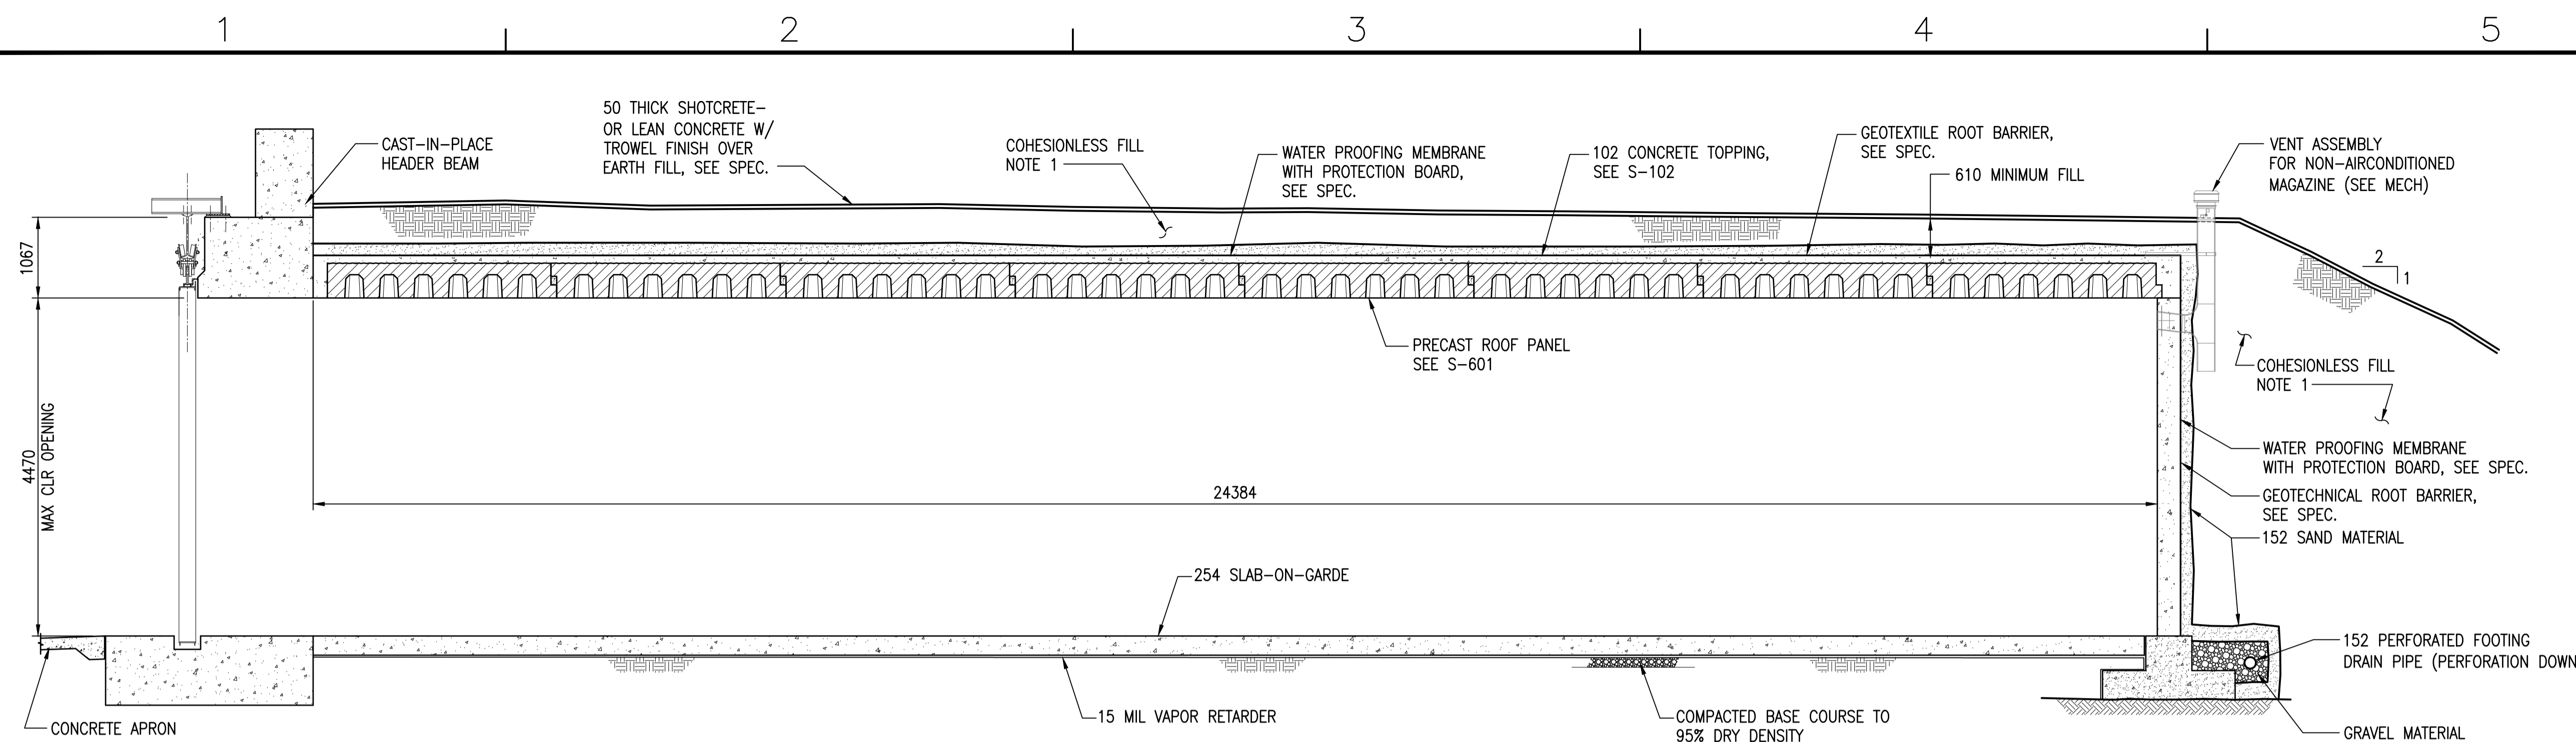 1
2
3
4
5
50 THICK SHOTCRETE-
OR LEAN CONCRETE W/
TROWEL FINISH OVER
EARTH FILL, SEE SPEC.
CAST-IN-PLACE
HEADER BEAM
COHESIONLESS FILL
NOTE 1
WATER PROOFING MEMBRANE
WITH PROTECTION BOARD,
SEE SPEC.
102 CONCRETE TOPPING,
SEE S-102
GEOTEXTILE ROOT BARRIER,
SEE SPEC.
610 MINIMUM FILL
VENT ASSEMBLY
FOR NON-AIRCONDITIONED
MAGAZINE (SEE MECH)
1067
2
1
PRECAST ROOF PANEL
SEE S-601
COHESIONLESS FILL
NOTE 1
4470
MAX CLR OPENING
24384
WATER PROOFING MEMBRANE
WITH PROTECTION BOARD, SEE SPEC.
GEOTECHNICAL ROOT BARRIER,
SEE SPEC.
152 SAND MATERIAL
254 SLAB-ON-GARDE
152 PERFORATED FOOTING
DRAIN PIPE (PERFORATION DOWN
CONCRETE APRON
15 MIL VAPOR RETARDER
COMPACTED BASE COURSE TO
95% DRY DENSITY
GRAVEL MATERIAL